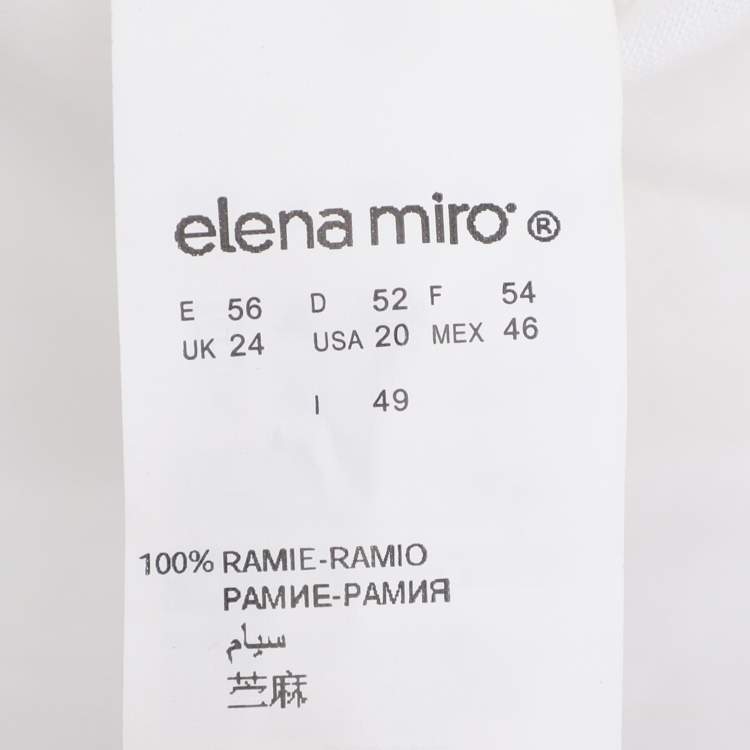 elena miro ®
E 56 D 52 F 54
UK 24 USA 20 MEX 46
I 49
100% RAMIE-RAMIO
РАМИЕ-РАМИЯ
سيام
苎麻